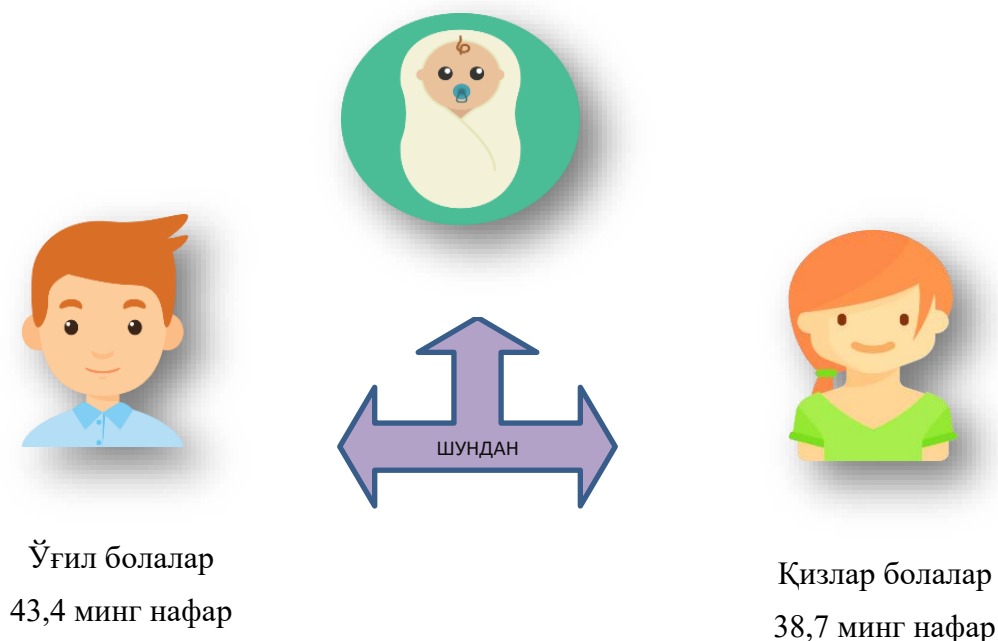 ШУНДАН
Ўғил болалар
43,4 минг нафар
Қизлар болалар
38,7 минг нафар